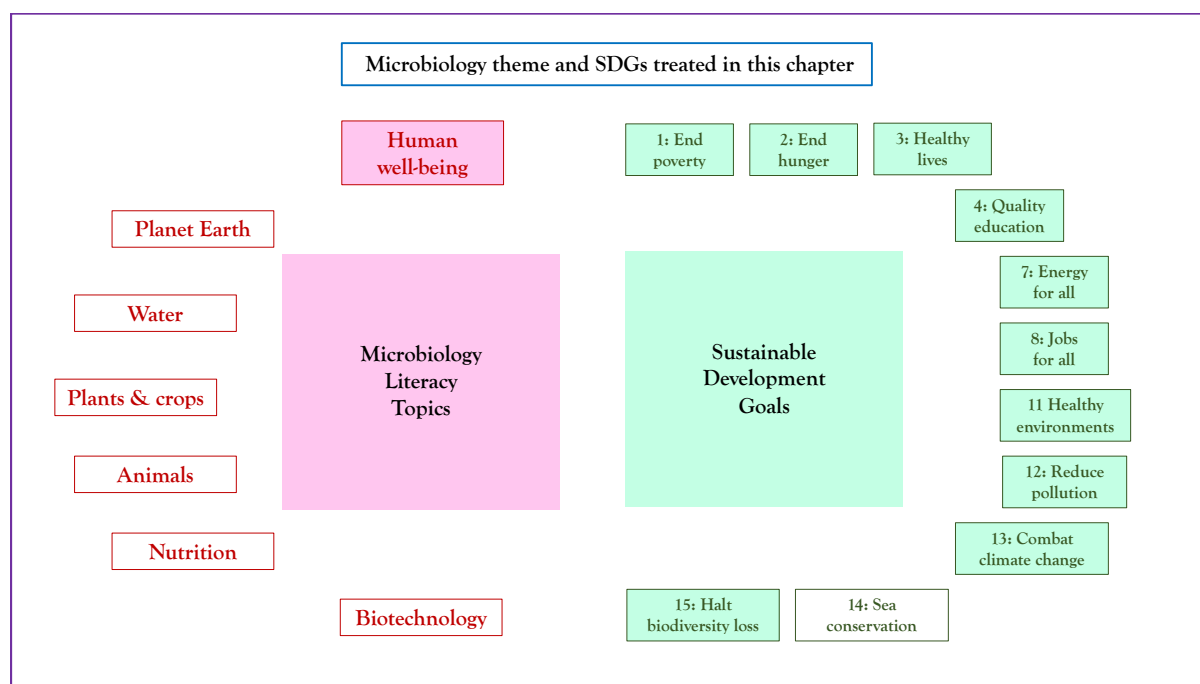 Microbiology theme and SDGs treated in this chapter
Human
well-being
Planet Earth
Water
Plants & crops
Animals
Nutrition
Biotechnology
Microbiology
Literacy
Topics
Sustainable
Development
Goals
1: End
poverty
2: End
hunger
3: Healthy
lives
4: Quality
education
7: Energy
for all
8: Jobs
for all
11 Healthy
environments
12: Reduce
pollution
13: Combat
climate change
15: Halt
biodiversity loss
14: Sea
conservation